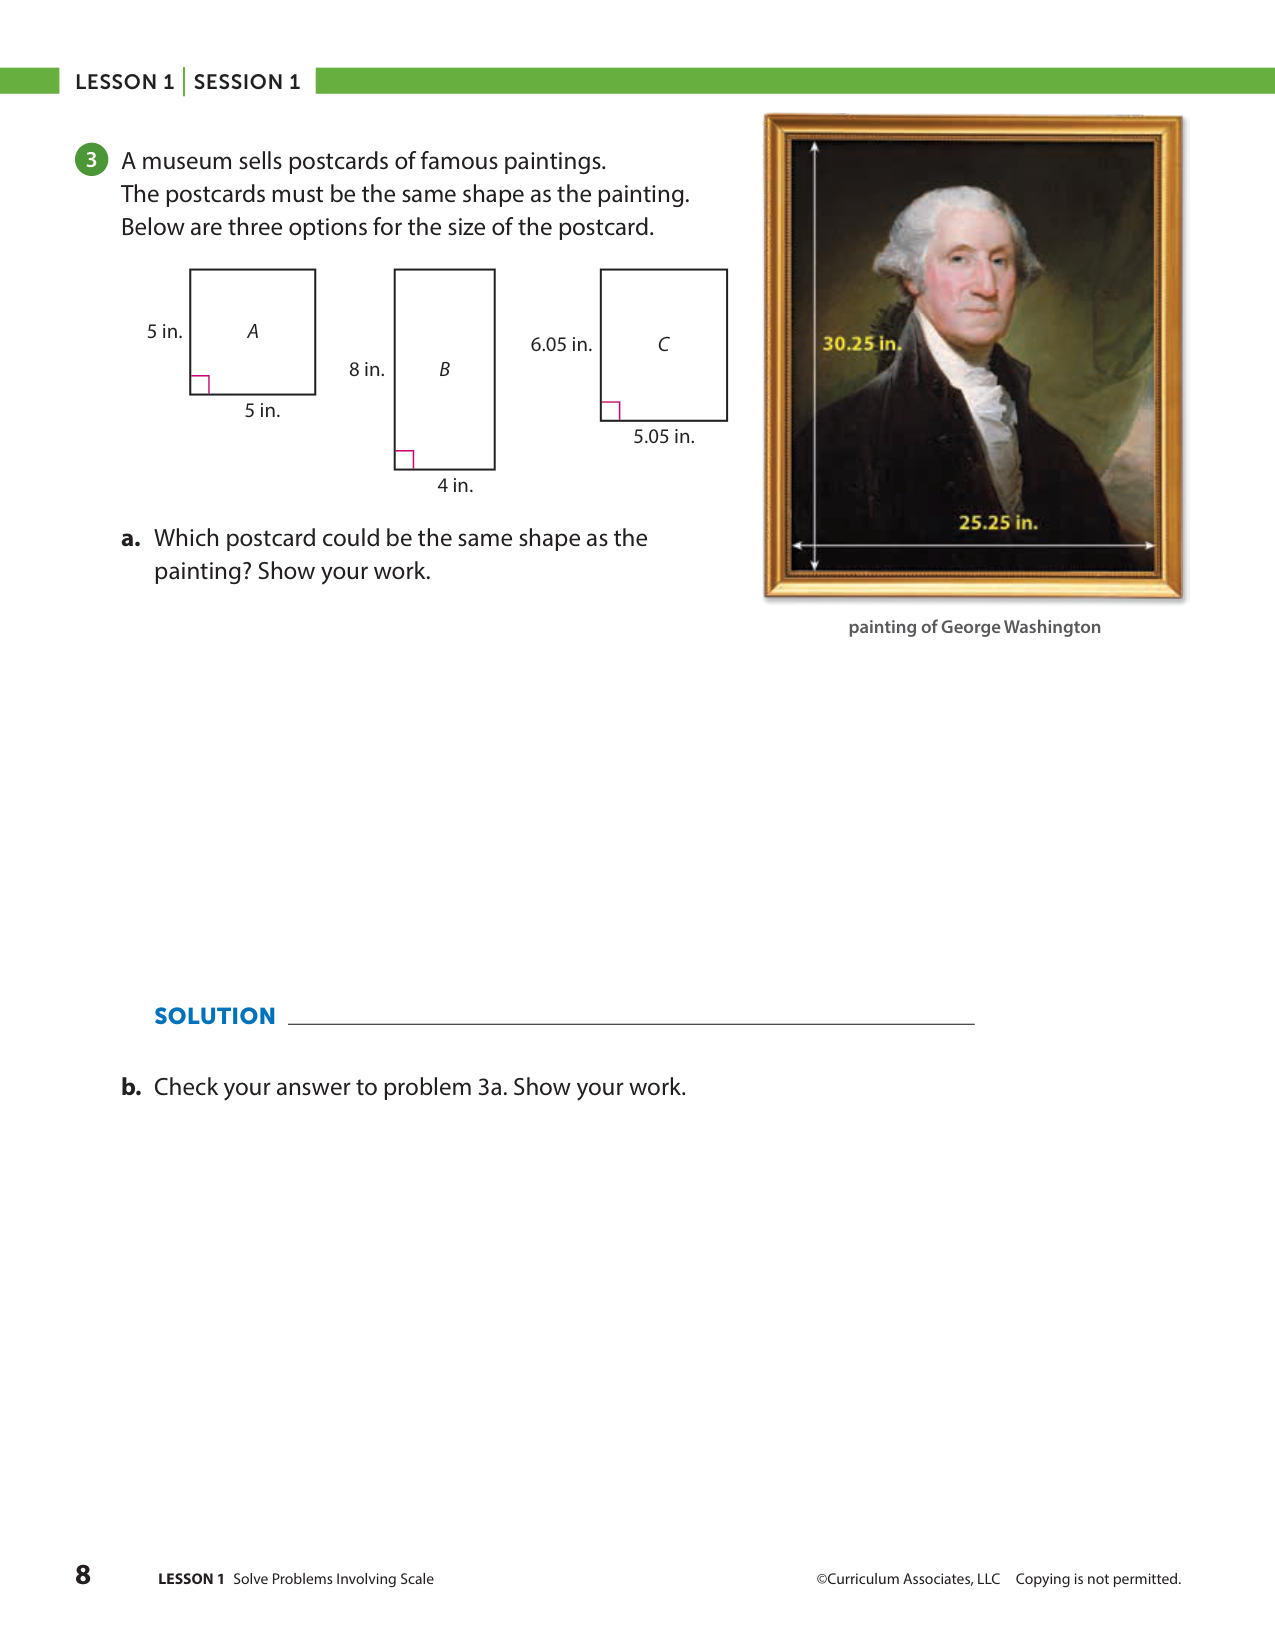 LESSON 1 | SESSION 1
3 A museum sells postcards of famous paintings.
The postcards must be the same shape as the painting.
Below are three options for the size of the postcard.
5 in.
A
5 in.
8 in.
B
4 in.
6.05 in.
C
5.05 in.
30.25 in.
25.25 in.
painting of George Washington
a. Which postcard could be the same shape as the
painting? Show your work.
SOLUTION
b. Check your answer to problem 3a. Show your work.
8 LESSON 1 Solve Problems Involving Scale ©Curriculum Associates, LLC Copying is not permitted.